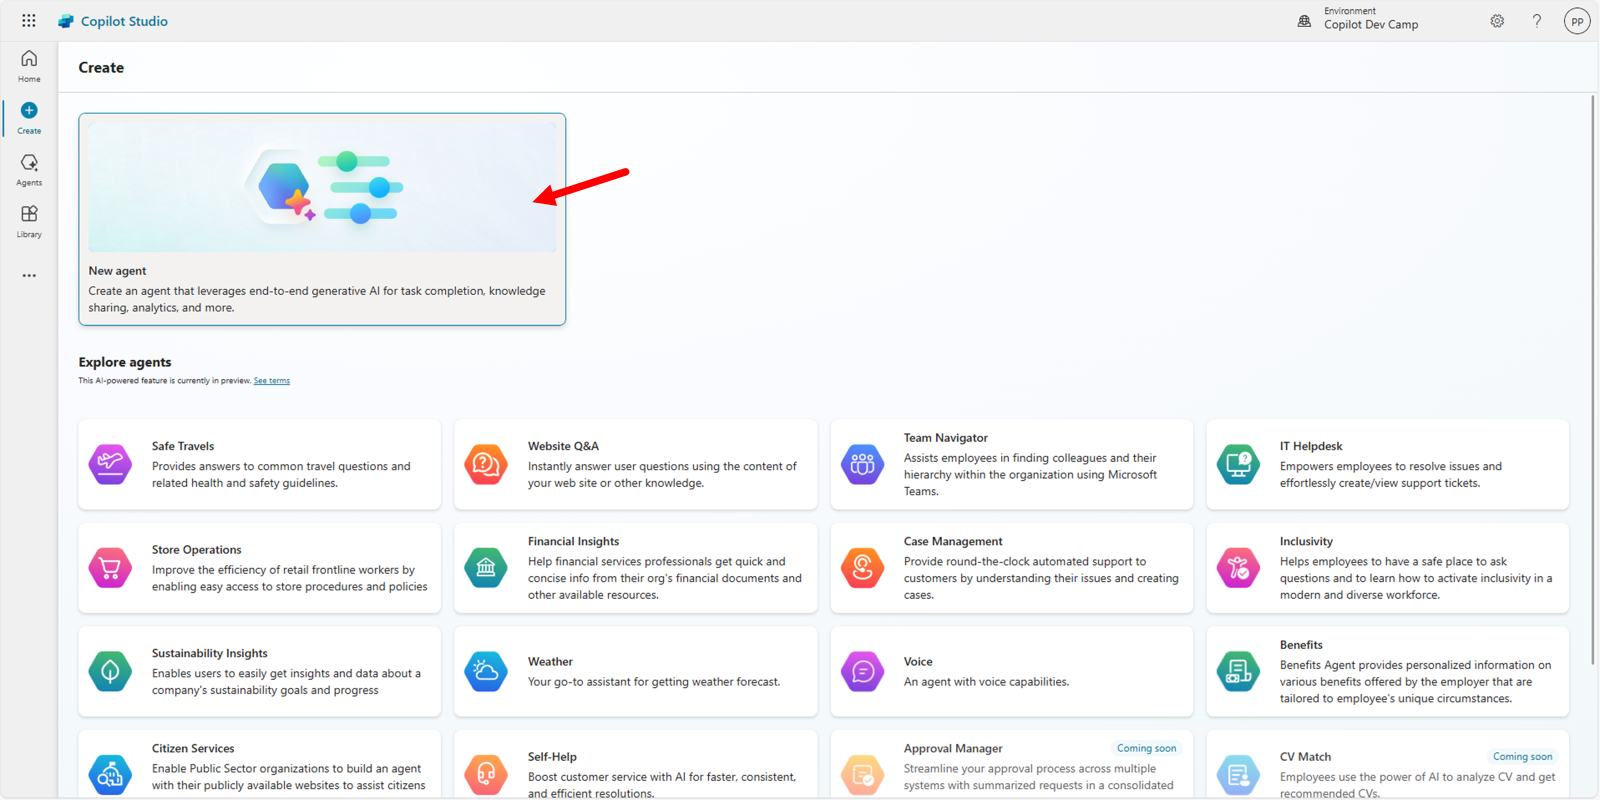 Copilot Studio
Environment
Copilot Dev Camp
PP
Home
Create
Agents
Library
Create
New agent
Create an agent that leverages end-to-end generative AI for task completion, knowledge
sharing, analytics, and more.
Explore agents
This AI-powered feature is currently in preview. See terms
Safe Travels
Provides answers to common travel questions and
related health and safety guidelines.
Website Q&A
Instantly answer user questions using the content of
your web site or other knowledge.
Team Navigator
Assists employees in finding colleagues and their
hierarchy within the organization using Microsoft
Teams.
IT Helpdesk
Empowers employees to resolve issues and
effortlessly create/view support tickets.
Store Operations
Improve the efficiency of retail frontline workers by
enabling easy access to store procedures and policies
Financial Insights
Help financial services professionals get quick and
concise info from their org's financial documents and
other available resources.
Case Management
Provide round-the-clock automated support to
customers by understanding their issues and creating
cases.
Inclusivity
Helps employees to have a safe place to ask
questions and to learn how to activate inclusivity in a
modern and diverse workforce.
Sustainability Insights
Enables users to easily get insights and data about a
company's sustainability goals and progress
Weather
Your go-to assistant for getting weather forecast.
Voice
An agent with voice capabilities.
Benefits
Benefits Agent provides personalized information on
various benefits offered by the employer that are
tailored to employee's unique circumstances.
Citizen Services
Enable Public Sector organizations to build an agent
with their publicly available websites to assist citizens
Self-Help
Boost customer service with AI for faster, consistent,
and efficient resolutions.
Approval Manager
Coming soon
Streamline your approval process across multiple
systems with summarized requests in a consolidated
CV Match
Coming soon
Employees use the power of AI to analyze CV and get
recommended CVs.